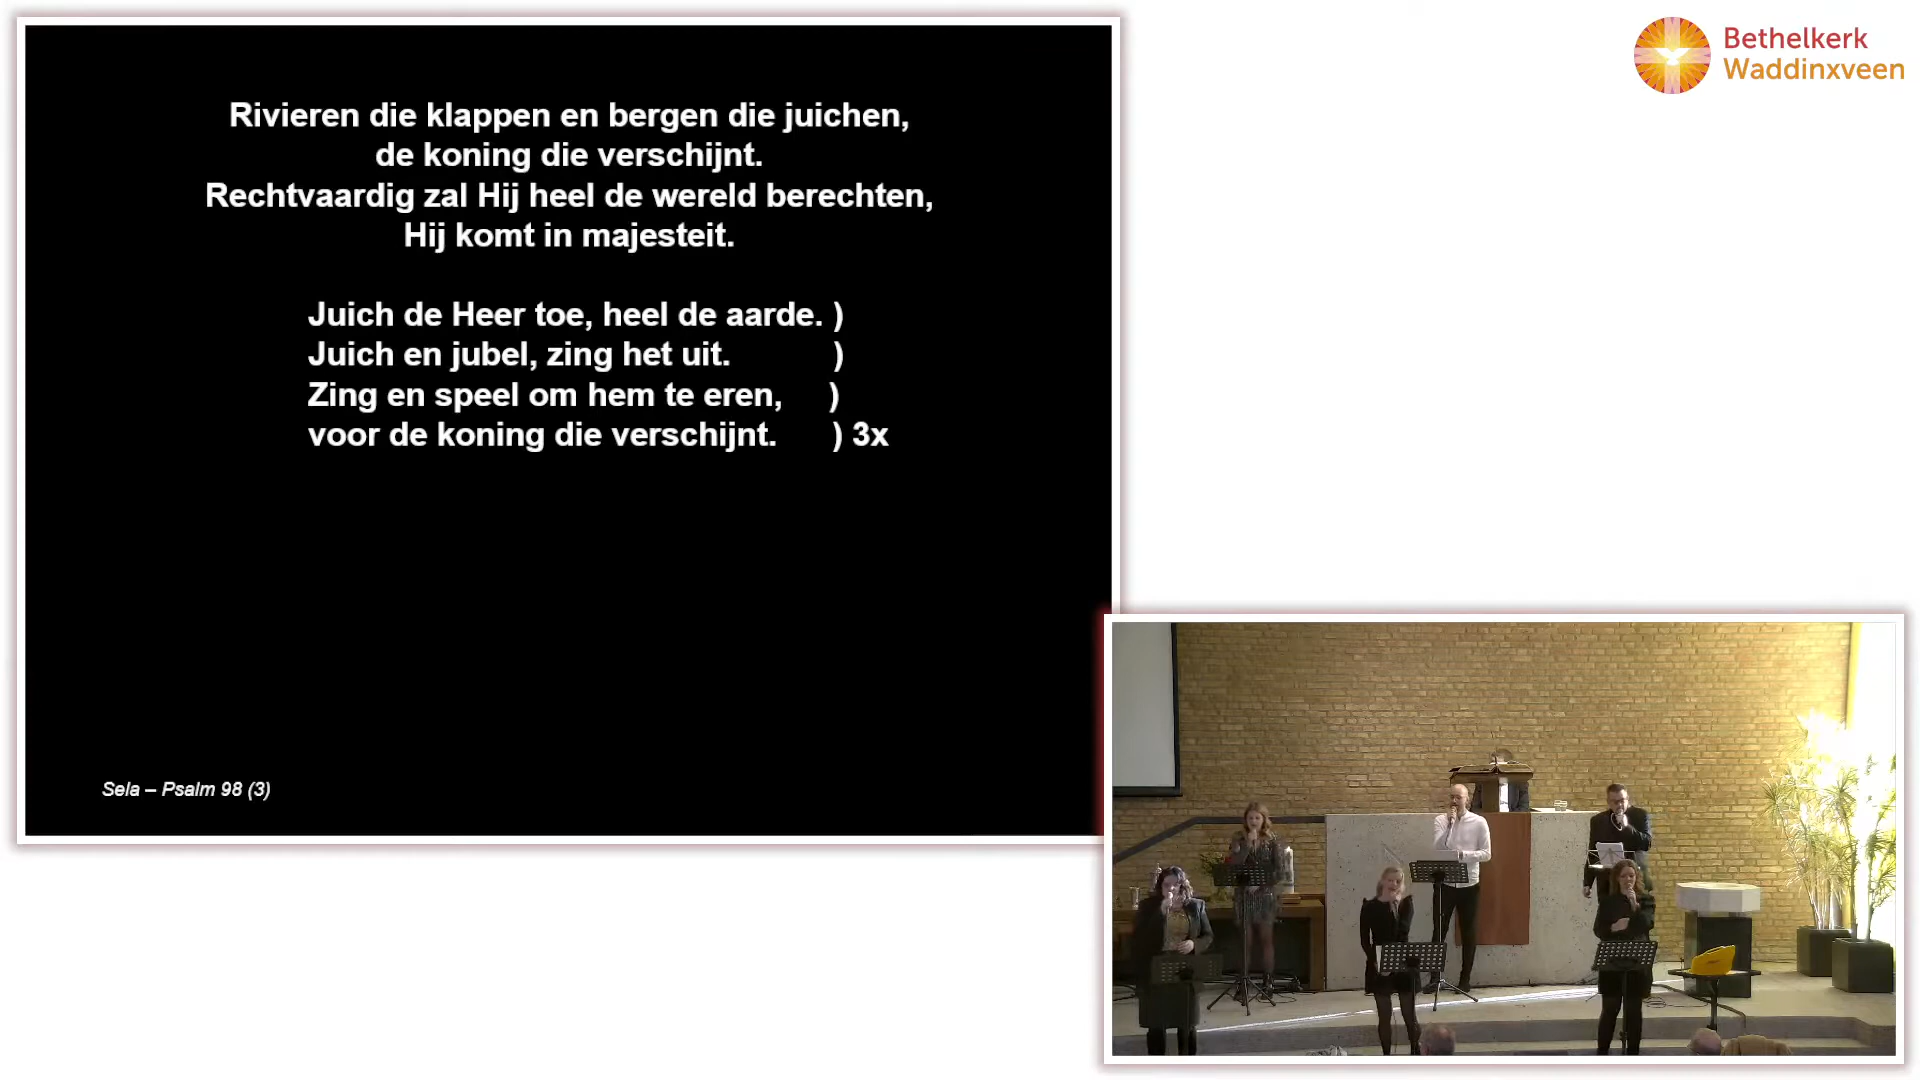 Rivieren die klappen en bergen die juichen,
de koning die verschijnt.
Rechtvaardig zal Hij heel de wereld berechten,
Hij komt in majesteit.
Juich de Heer toe, heel de aarde. )
Juich en jubel, zing het uit. )
Zing en speel om hem te eren, )
voor de koning die verschijnt. ) 3x
Sela – Psalm 98 (3)
Bethelkerk
Waddinxveen